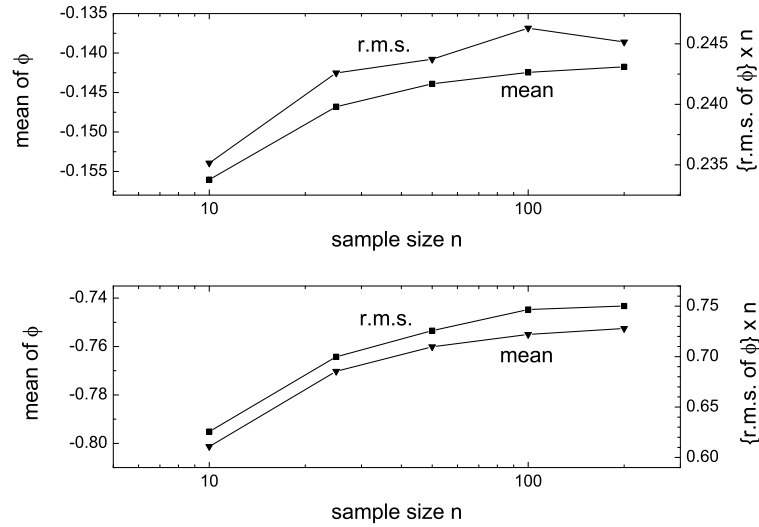 -0.135
-0.140
-0.145
-0.150
-0.155
mean of ϕ
r.m.s.
mean
0.245
0.240
0.235
{r.m.s. of ϕ} x n
10
100
sample size n
-0.74
-0.76
-0.78
-0.80
mean of ϕ
r.m.s.
mean
0.75
0.70
0.65
0.60
{r.m.s. of ϕ} x n
10
100
sample size n